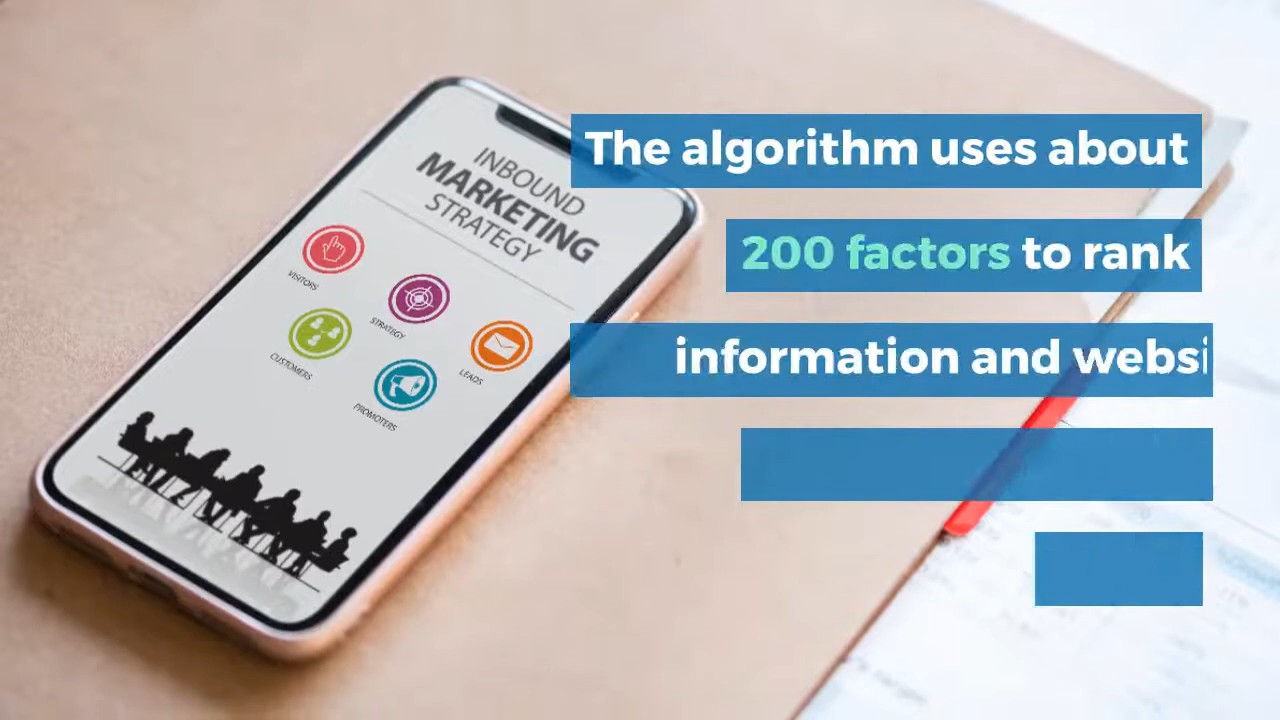 The algorithm uses about
200 factors to rank
information and websi
INBOUND
MARKETING
STRATEGY
VISITORS
STRATEGY
LEADS
CUSTOMERS
PROMOTERS